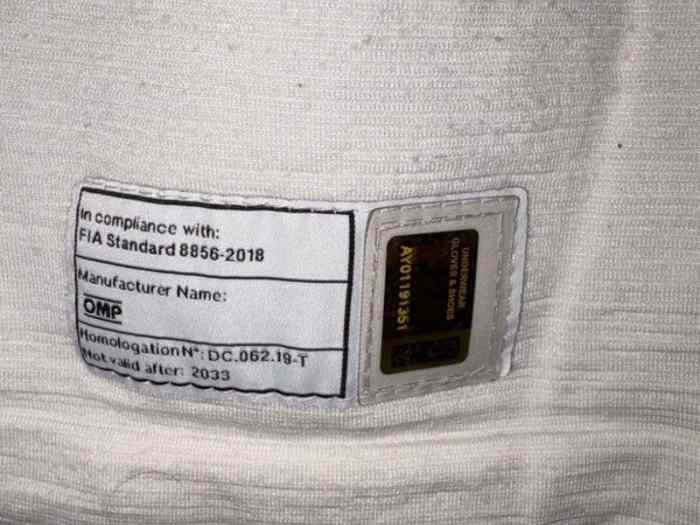 In compliance with:
FIA Standard 8856-2018
Manufacturer Name:
OMP
Homologation N°: DC.062.19-T
Not valid after: 2033
UNDERWEAR
GLOVES & SHOES
AY01191351